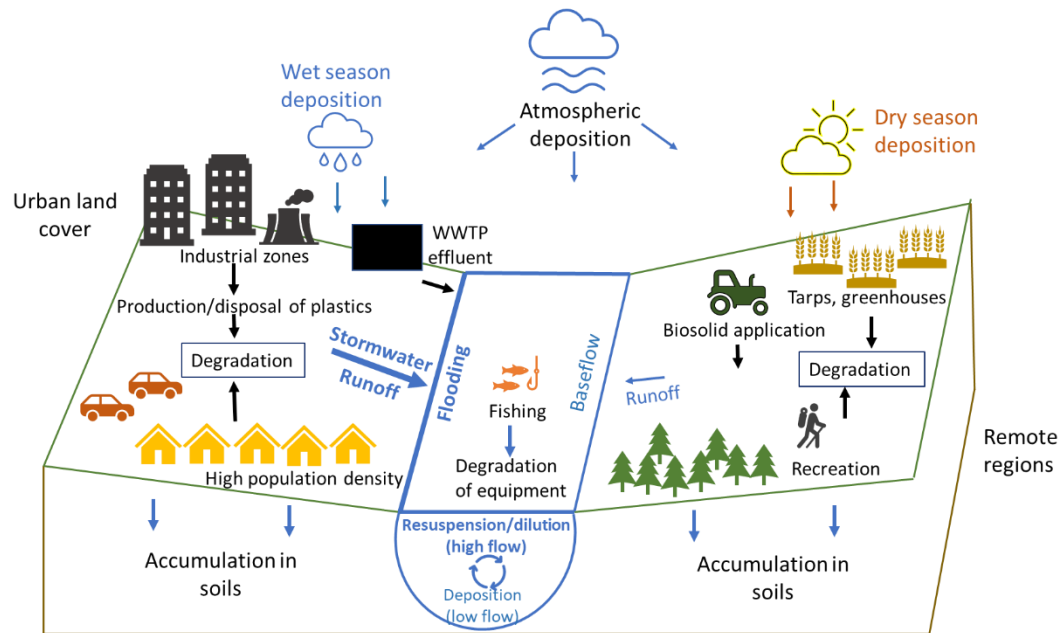 Wet season
deposition
Atmospheric
deposition
Dry season
deposition
Urban land
cover
WWTP
effluent
Industrial zones
Production/disposal of plastics
Degradation
Stormwater
Runoff
Flooding
Fishing
Degradation
of equipment
Baseflow
Runoff
Biosolid application
Tarps, greenhouses
Degradation
Recreation
Remote
regions
High population density
Accumulation in
soils
Resuspension/dilution
(high flow)
Deposition
(low flow)
Accumulation in
soils